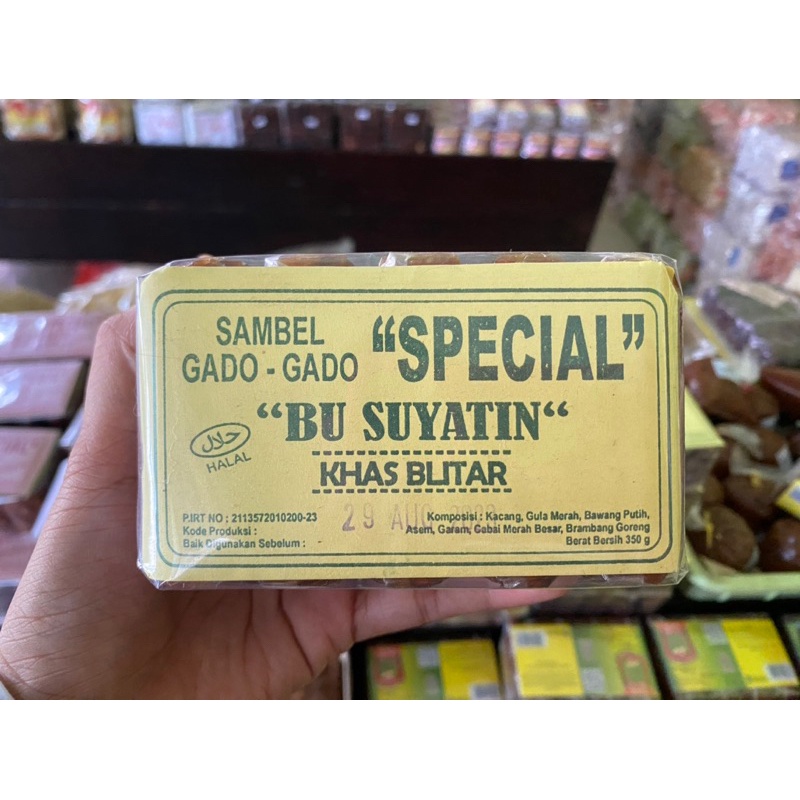 SAMBEL
GADO - GADO
“SPECIAL”
“BU SUYATIN“
حلال
HALAL
KHAS BLITAR
P.IRT NO : 2113572010200-23
Kode Produksi :
Baik Digunakan Sebelum :
29 AUG
Komposisi : Kacang, Gula Merah, Bawang Putih,
Asem, Garam, Cabai Merah Besar, Brambang Goreng
Berat Bersih 350 g